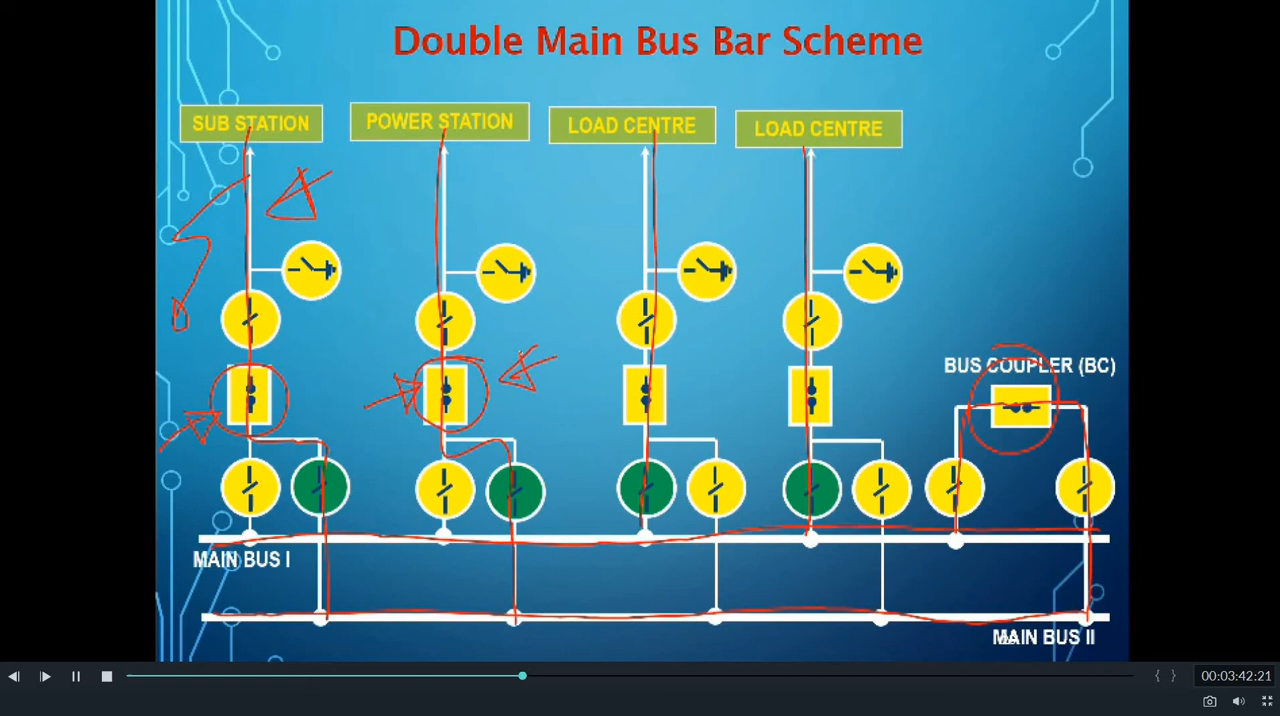 Double Main Bus Bar Scheme
SUB STATION
POWER STATION
LOAD CENTRE
LOAD CENTRE
BUS COUPLER (BC)
MAIN BUS I
MAIN BUS II
00:03:42:21